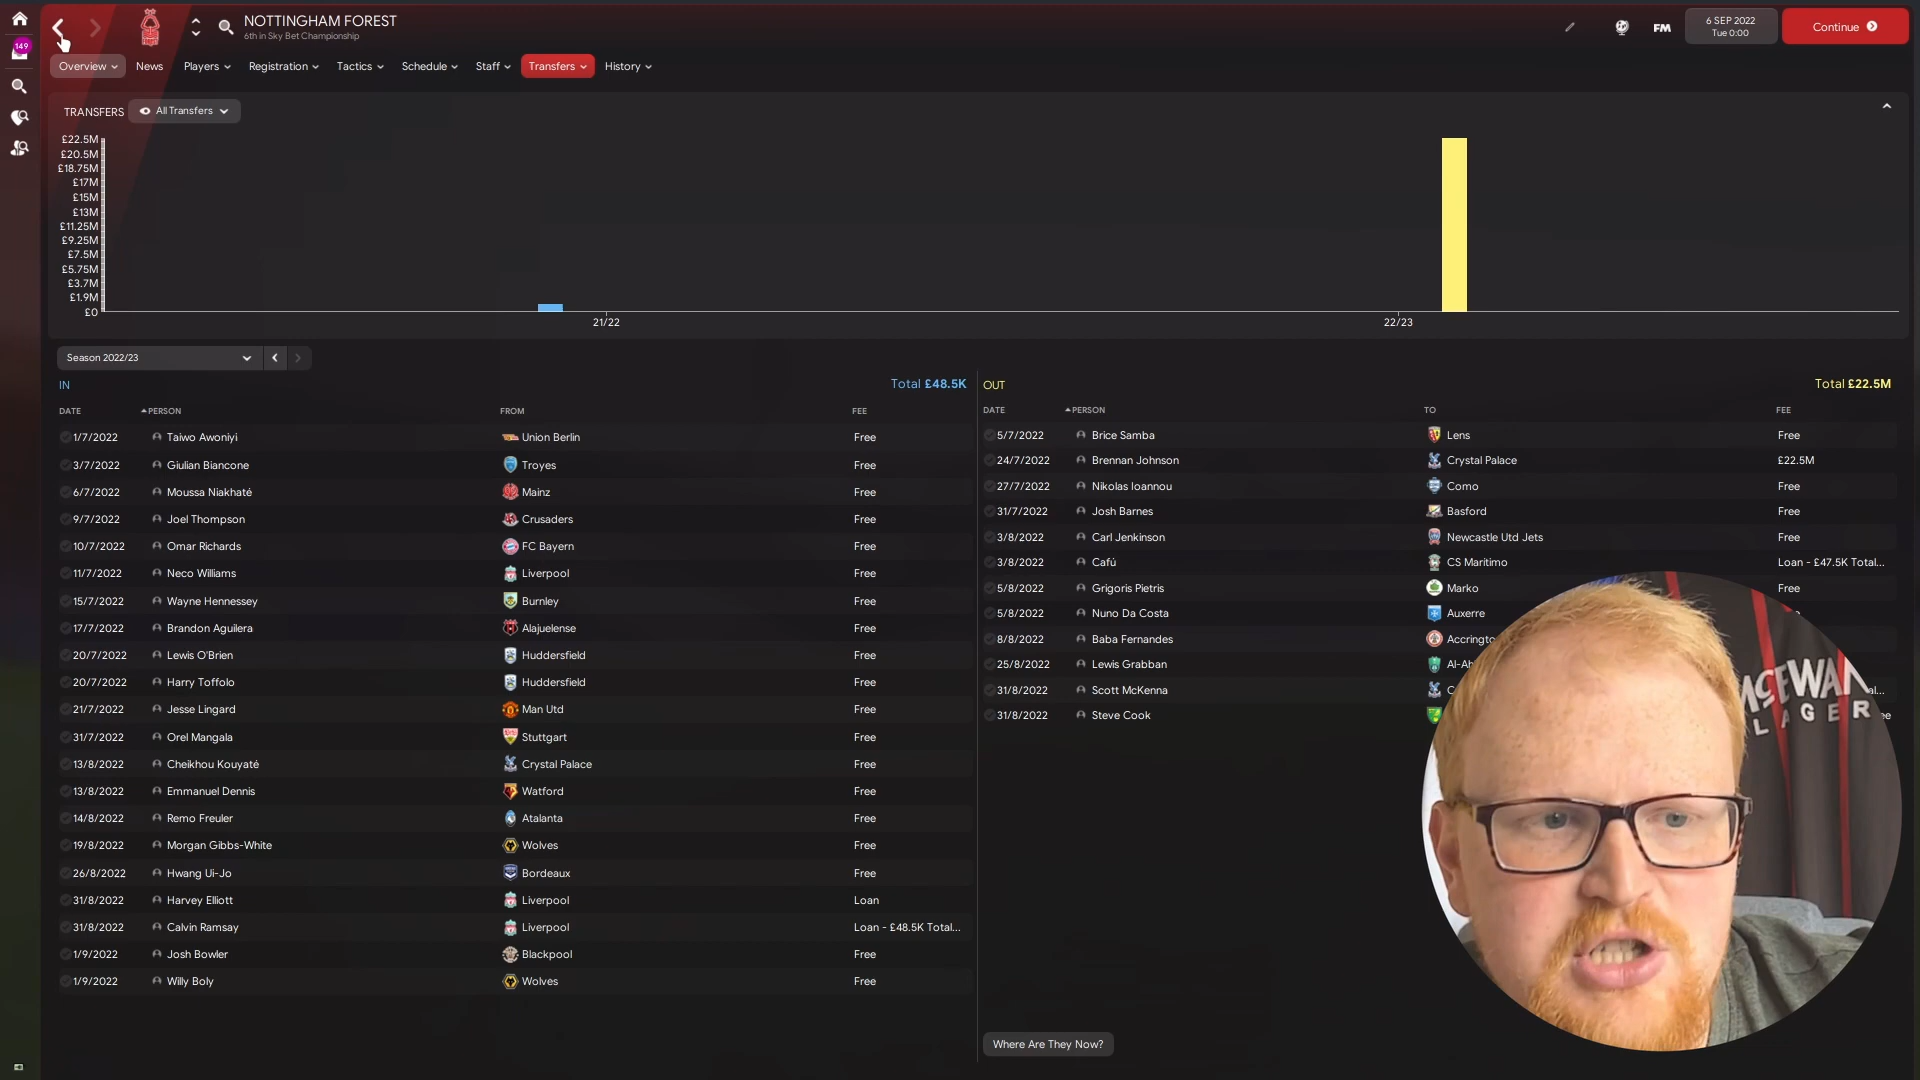 NOTTINGHAM FOREST
6th in Sky Bet Championship
FM
6 SEP 2022
Tue 0:00
Continue
149
Overview
News
Players
Registration
Tactics
Schedule
Staff
Transfers
History
TRANSFERS
All Transfers
£22.5M
£20.5M
£18.75M
£17M
£15M
£13M
£11.25M
£9.25M
£7.5M
£5.75M
£3.7M
£1.9M
£0
21/22
22/23
Season 2022/23
IN
Total £48.5K
DATE PERSON FROM FEE
1/7/2022 Taiwo Awoniyi Union Berlin Free
3/7/2022 Giulian Biancone Troyes Free
6/7/2022 Moussa Niakhaté Mainz Free
9/7/2022 Joel Thompson Crusaders Free
10/7/2022 Omar Richards FC Bayern Free
11/7/2022 Neco Williams Liverpool Free
15/7/2022 Wayne Hennessey Burnley Free
17/7/2022 Brandon Aguilera Alajuelense Free
20/7/2022 Lewis O'Brien Huddersfield Free
20/7/2022 Harry Toffolo Huddersfield Free
21/7/2022 Jesse Lingard Man Utd Free
31/7/2022 Orel Mangala Stuttgart Free
13/8/2022 Cheikhou Kouyaté Crystal Palace Free
13/8/2022 Emmanuel Dennis Watford Free
14/8/2022 Remo Freuler Atalanta Free
19/8/2022 Morgan Gibbs-White Wolves Free
26/8/2022 Hwang Ui-Jo Bordeaux Free
31/8/2022 Harvey Elliott Liverpool Loan
31/8/2022 Calvin Ramsay Liverpool Loan - £48.5K Total...
1/9/2022 Josh Bowler Blackpool Free
1/9/2022 Willy Boly Wolves Free
OUT
Total £22.5M
DATE PERSON TO FEE
5/7/2022 Brice Samba Lens Free
24/7/2022 Brennan Johnson Crystal Palace £22.5M
27/7/2022 Nikolas Ioannou Como Free
31/7/2022 Josh Barnes Basford Free
3/8/2022 Carl Jenkinson Newcastle Utd Jets Free
3/8/2022 Cafú CS Marítimo Loan - £47.5K Total...
5/8/2022 Grigoris Pietris Marko Free
5/8/2022 Nuno Da Costa Auxerre
8/8/2022 Baba Fernandes Accringto
25/8/2022 Lewis Grabban Al-Ah
31/8/2022 Scott McKenna C al...
31/8/2022 Steve Cook ee
Where Are They Now?
LAGER